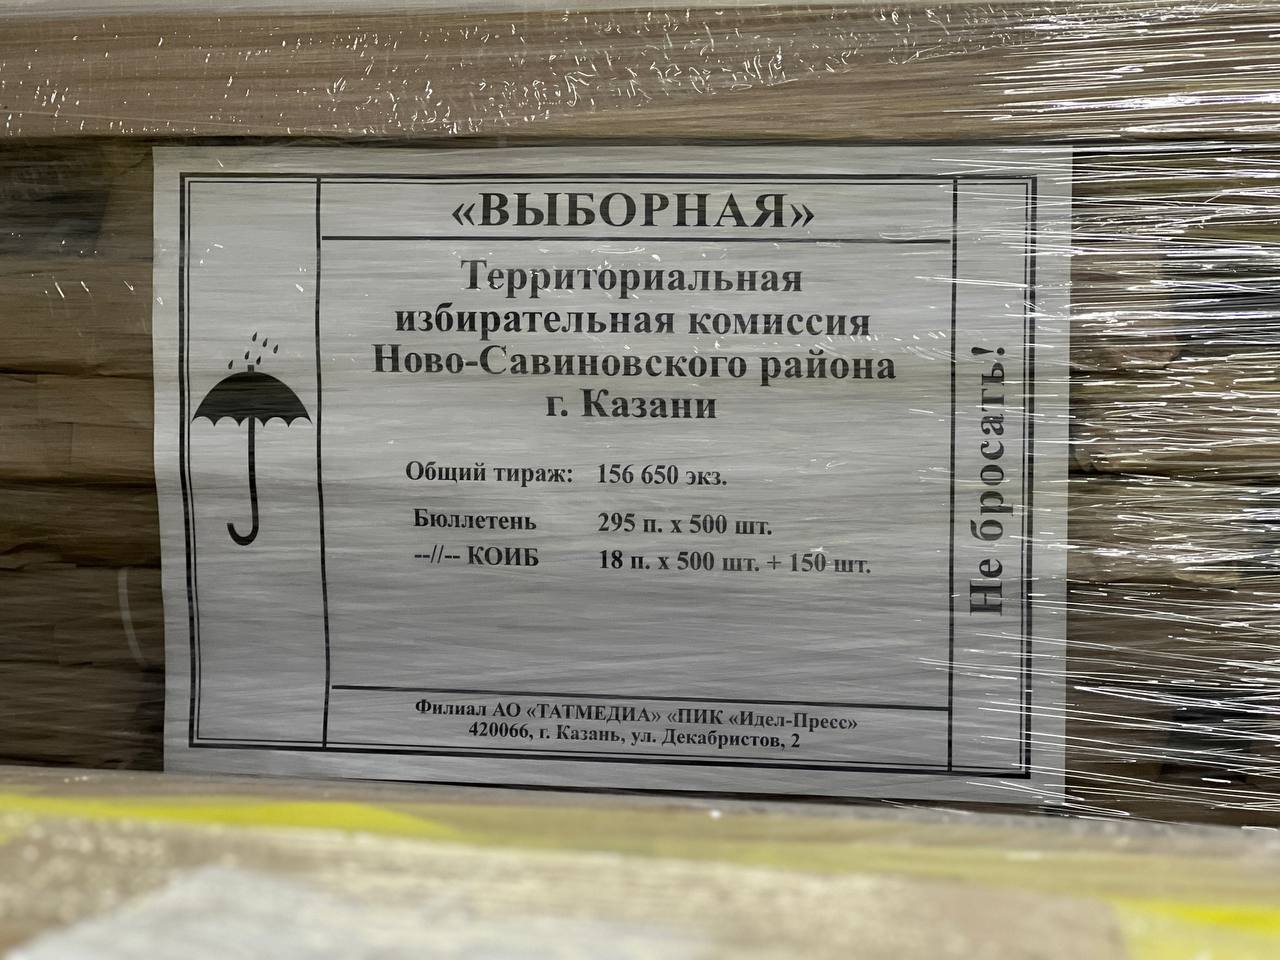 «ВЫБОРНАЯ»
Территориальная
избирательная комиссия
Ново-Савиновского района
г. Казани
Общий тираж: 156 650 экз.
Бюллетень 295 п. х 500 шт.
--//-- КОИБ 18 п. х 500 шт. + 150 шт.
Филиал АО «ТАТМЕДИА» «ПИК «Идел-Пресс»
420066, г. Казань, ул. Декабристов, 2
Не бросать!